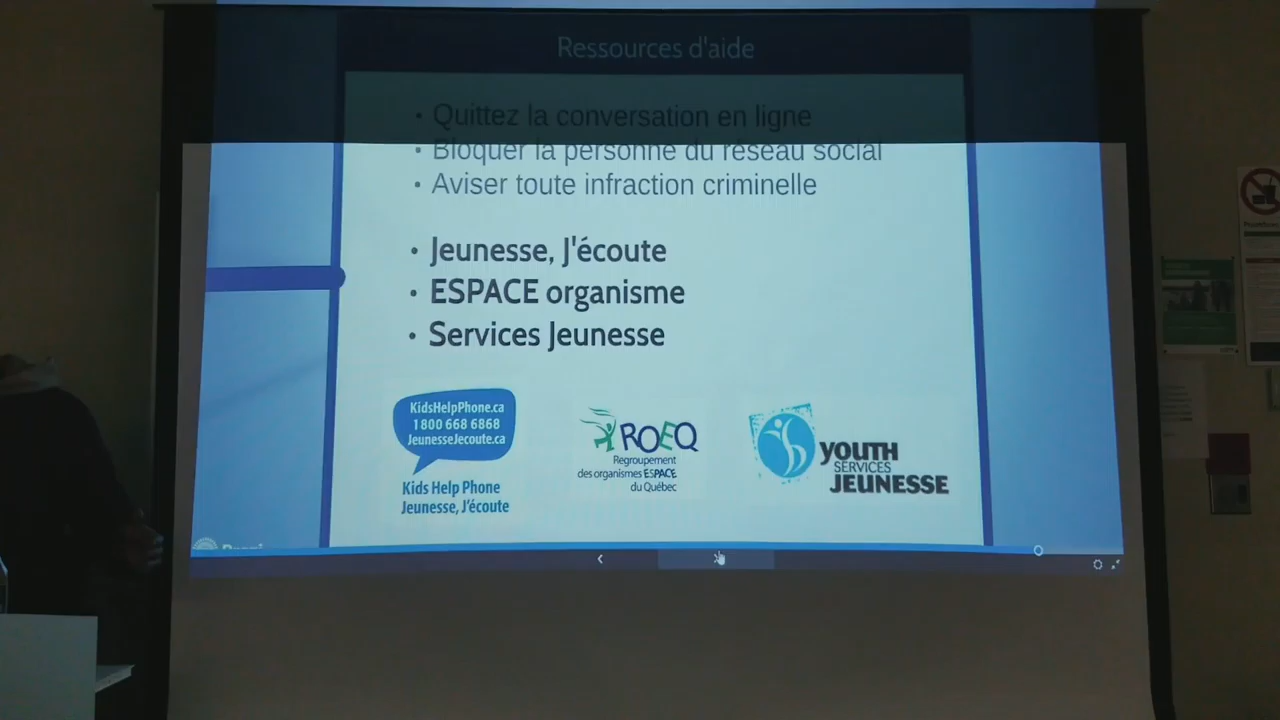 Ressources d'aide
• Quittez la conversation en ligne
• Bloquer la personne du réseau social
• Aviser toute infraction criminelle
• Jeunesse, J'écoute
• ESPACE organisme
• Services Jeunesse
KidsHelpPhone.ca
1 800 668 6868
JeunesseJecoute.ca
Kids Help Phone
Jeunesse, J'écoute
ROEQ
Regroupement
des organismes ESPACE
du Québec
YOUTH
SERVICES
JEUNESSE